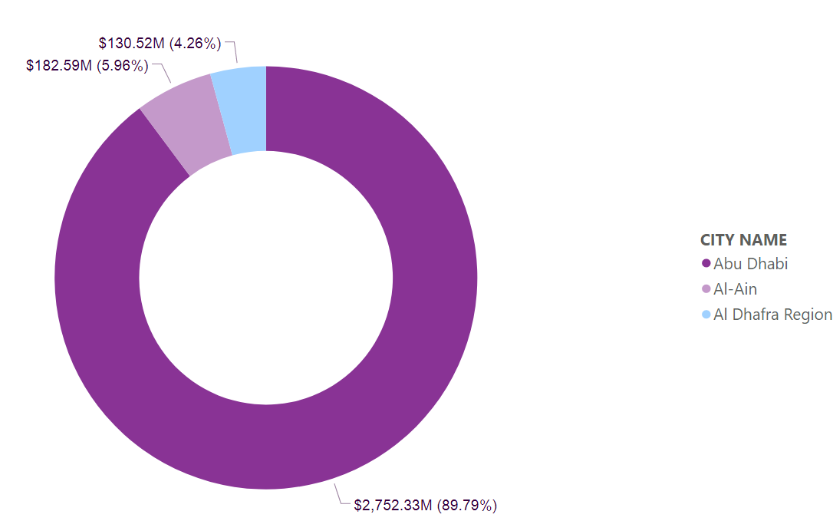 $130.52M (4.26%)
$182.59M (5.96%)
CITY NAME
Abu Dhabi
Al-Ain
Al Dhafra Region
$2,752.33M (89.79%)